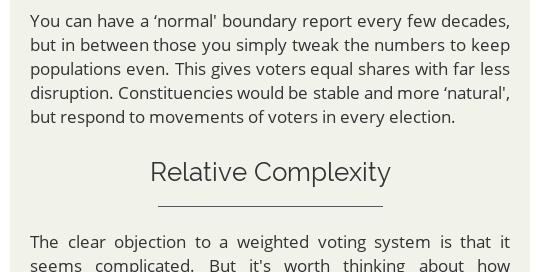 You can have a ‘normal' boundary report every few decades,
but in between those you simply tweak the numbers to keep
populations even. This gives voters equal shares with far less
disruption. Constituencies would be stable and more ‘natural',
but respond to movements of voters in every election.
Relative Complexity
The clear objection to a weighted voting system is that it
seems complicated. But it's worth thinking about how